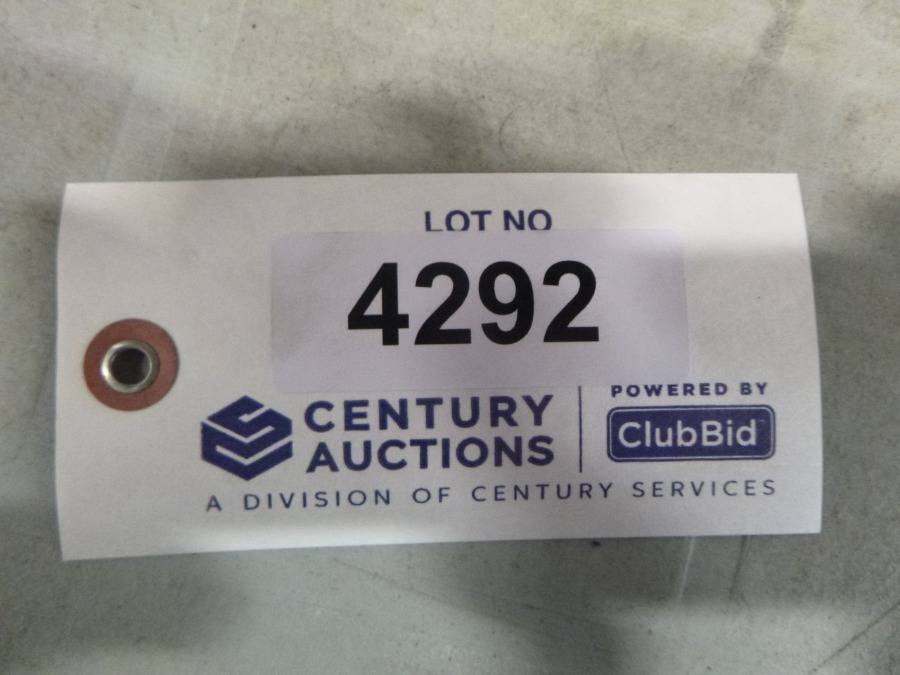 LOT NO
4292
CENTURY
AUCTIONS
POWERED BY
ClubBid
A DIVISION OF CENTURY SERVICES